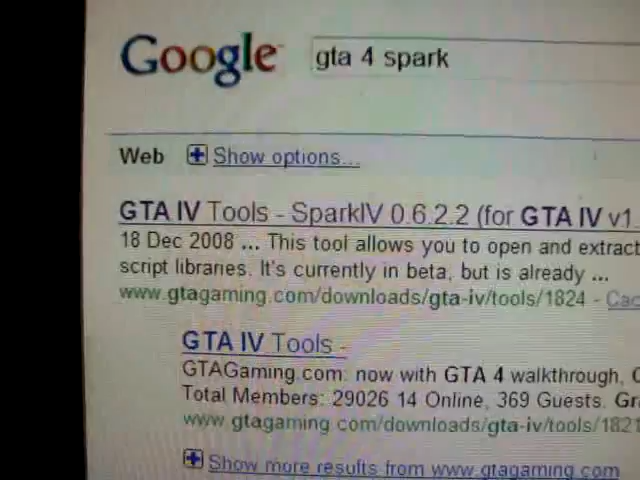 Google gta 4 spark
Web Show options...
GTA IV Tools - SparkIV 0.6.2.2 (for GTA IV v1.
18 Dec 2008 ... This tool allows you to open and extract
script libraries. It's currently in beta, but is already ...
www.gtagaming.com/downloads/gta-iv/tools/1824 - Cac
GTA IV Tools -
GTAGaming.com: now with GTA 4 walkthrough,
Total Members: 29026 14 Online, 369 Guests. Gra
www.gtagaming.com/downloads/gta-iv/tools/1821
Show more results from www.gtagaming.com